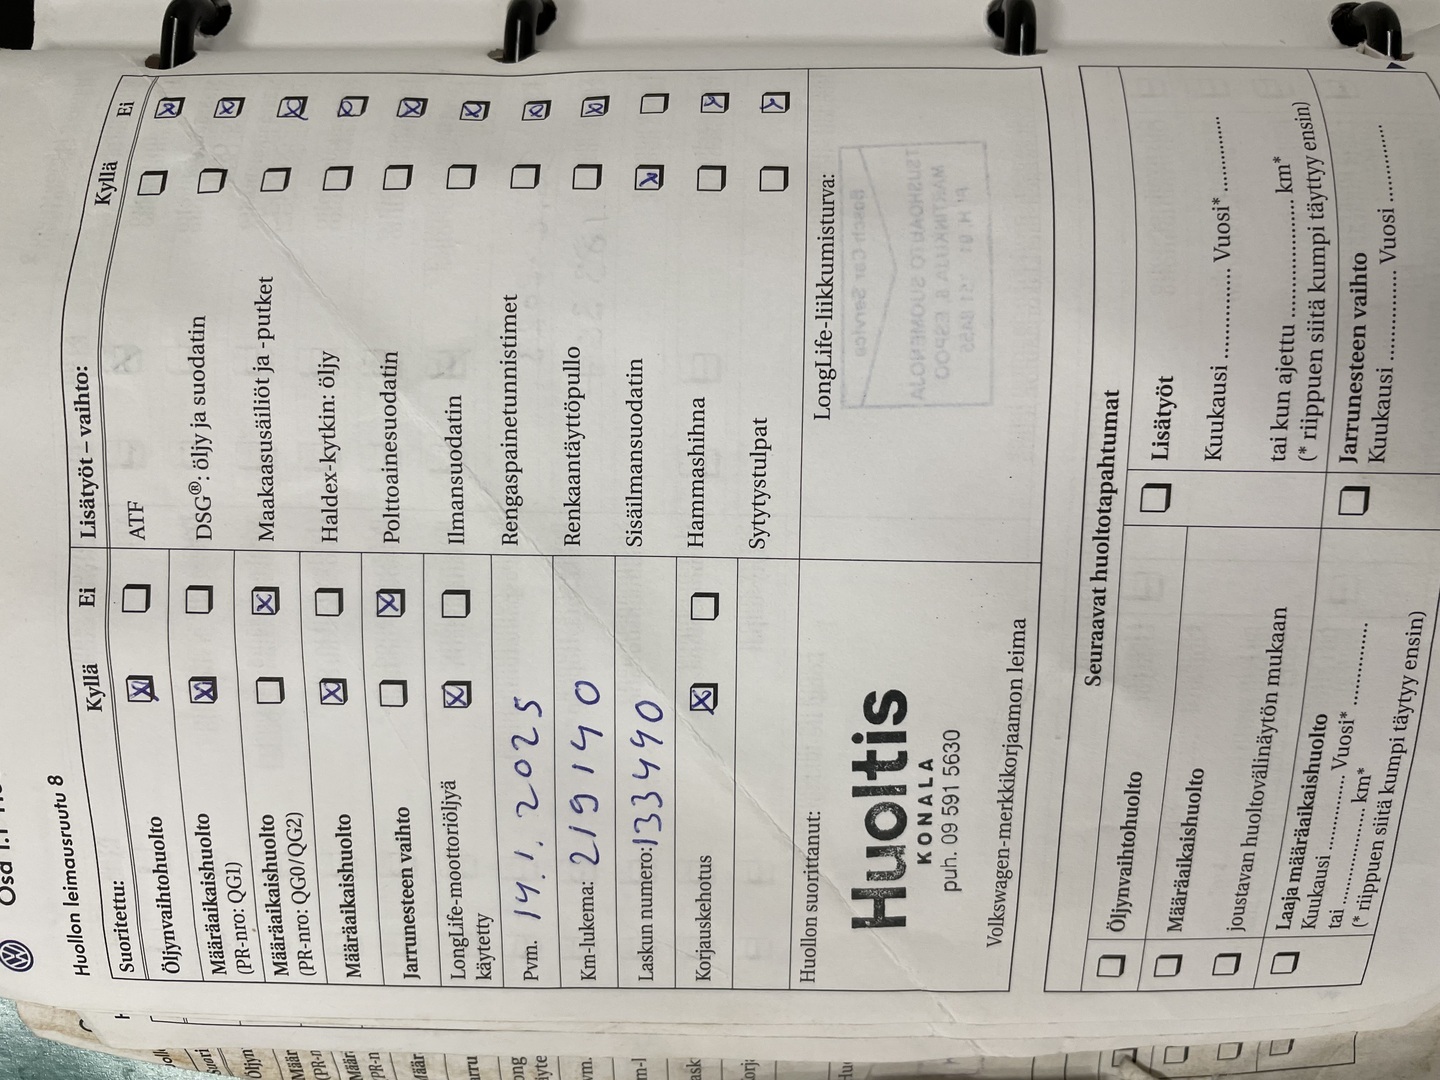 Osa 1.1
Huollon leimausruutu 8
Suoritettu: Kyllä Ei
Öljynvaihtohuolto
Määräaikaishuolto
(PR-nro: QG1)
Määräaikaishuolto
(PR-nro: QG0/QG2)
Määräaikaishuolto
Jarrunesteen vaihto
LongLife-moottoriöljyä
käytetty
Pvm. 14.1.2025
Km-lukema: 219140
Laskun numero: 133440
Korjauskehotus
Lisätyöt – vaihto: Kyllä Ei
ATF
DSG®: öljy ja suodatin
Maakaasusäiliöt ja -putket
Haldex-kytkin: öljy
Polttoainesuodatin
Ilmansuodatin
Rengaspainetunnistimet
Renkaantäyttöpullo
Sisäilmansuodatin
Hammashihna
Sytytystulpat
Huollon suorittanut:
Huoltis
KONALA
puh. 09 591 5630
Volkswagen-merkkikorjaamon leima
LongLife-liikkumisturva:
Bosch Car Service
Seuraavat huoltotapahtumat
Öljynvaihtohuolto
Määräaikaishuolto
joustavan huoltovälinäytön mukaan
Laaja määräaikaishuolto
Kuukausi ............... Vuosi* ...............
tai ..................... km*
(* riippuen siitä kumpi täytyy ensin)
Lisätyöt
Kuukausi ............... Vuosi* ...............
tai kun ajettu ..................... km*
(* riippuen siitä kumpi täyttyy ensin)
Jarrunesteen vaihto
Kuukausi ............... Vuosi ...............